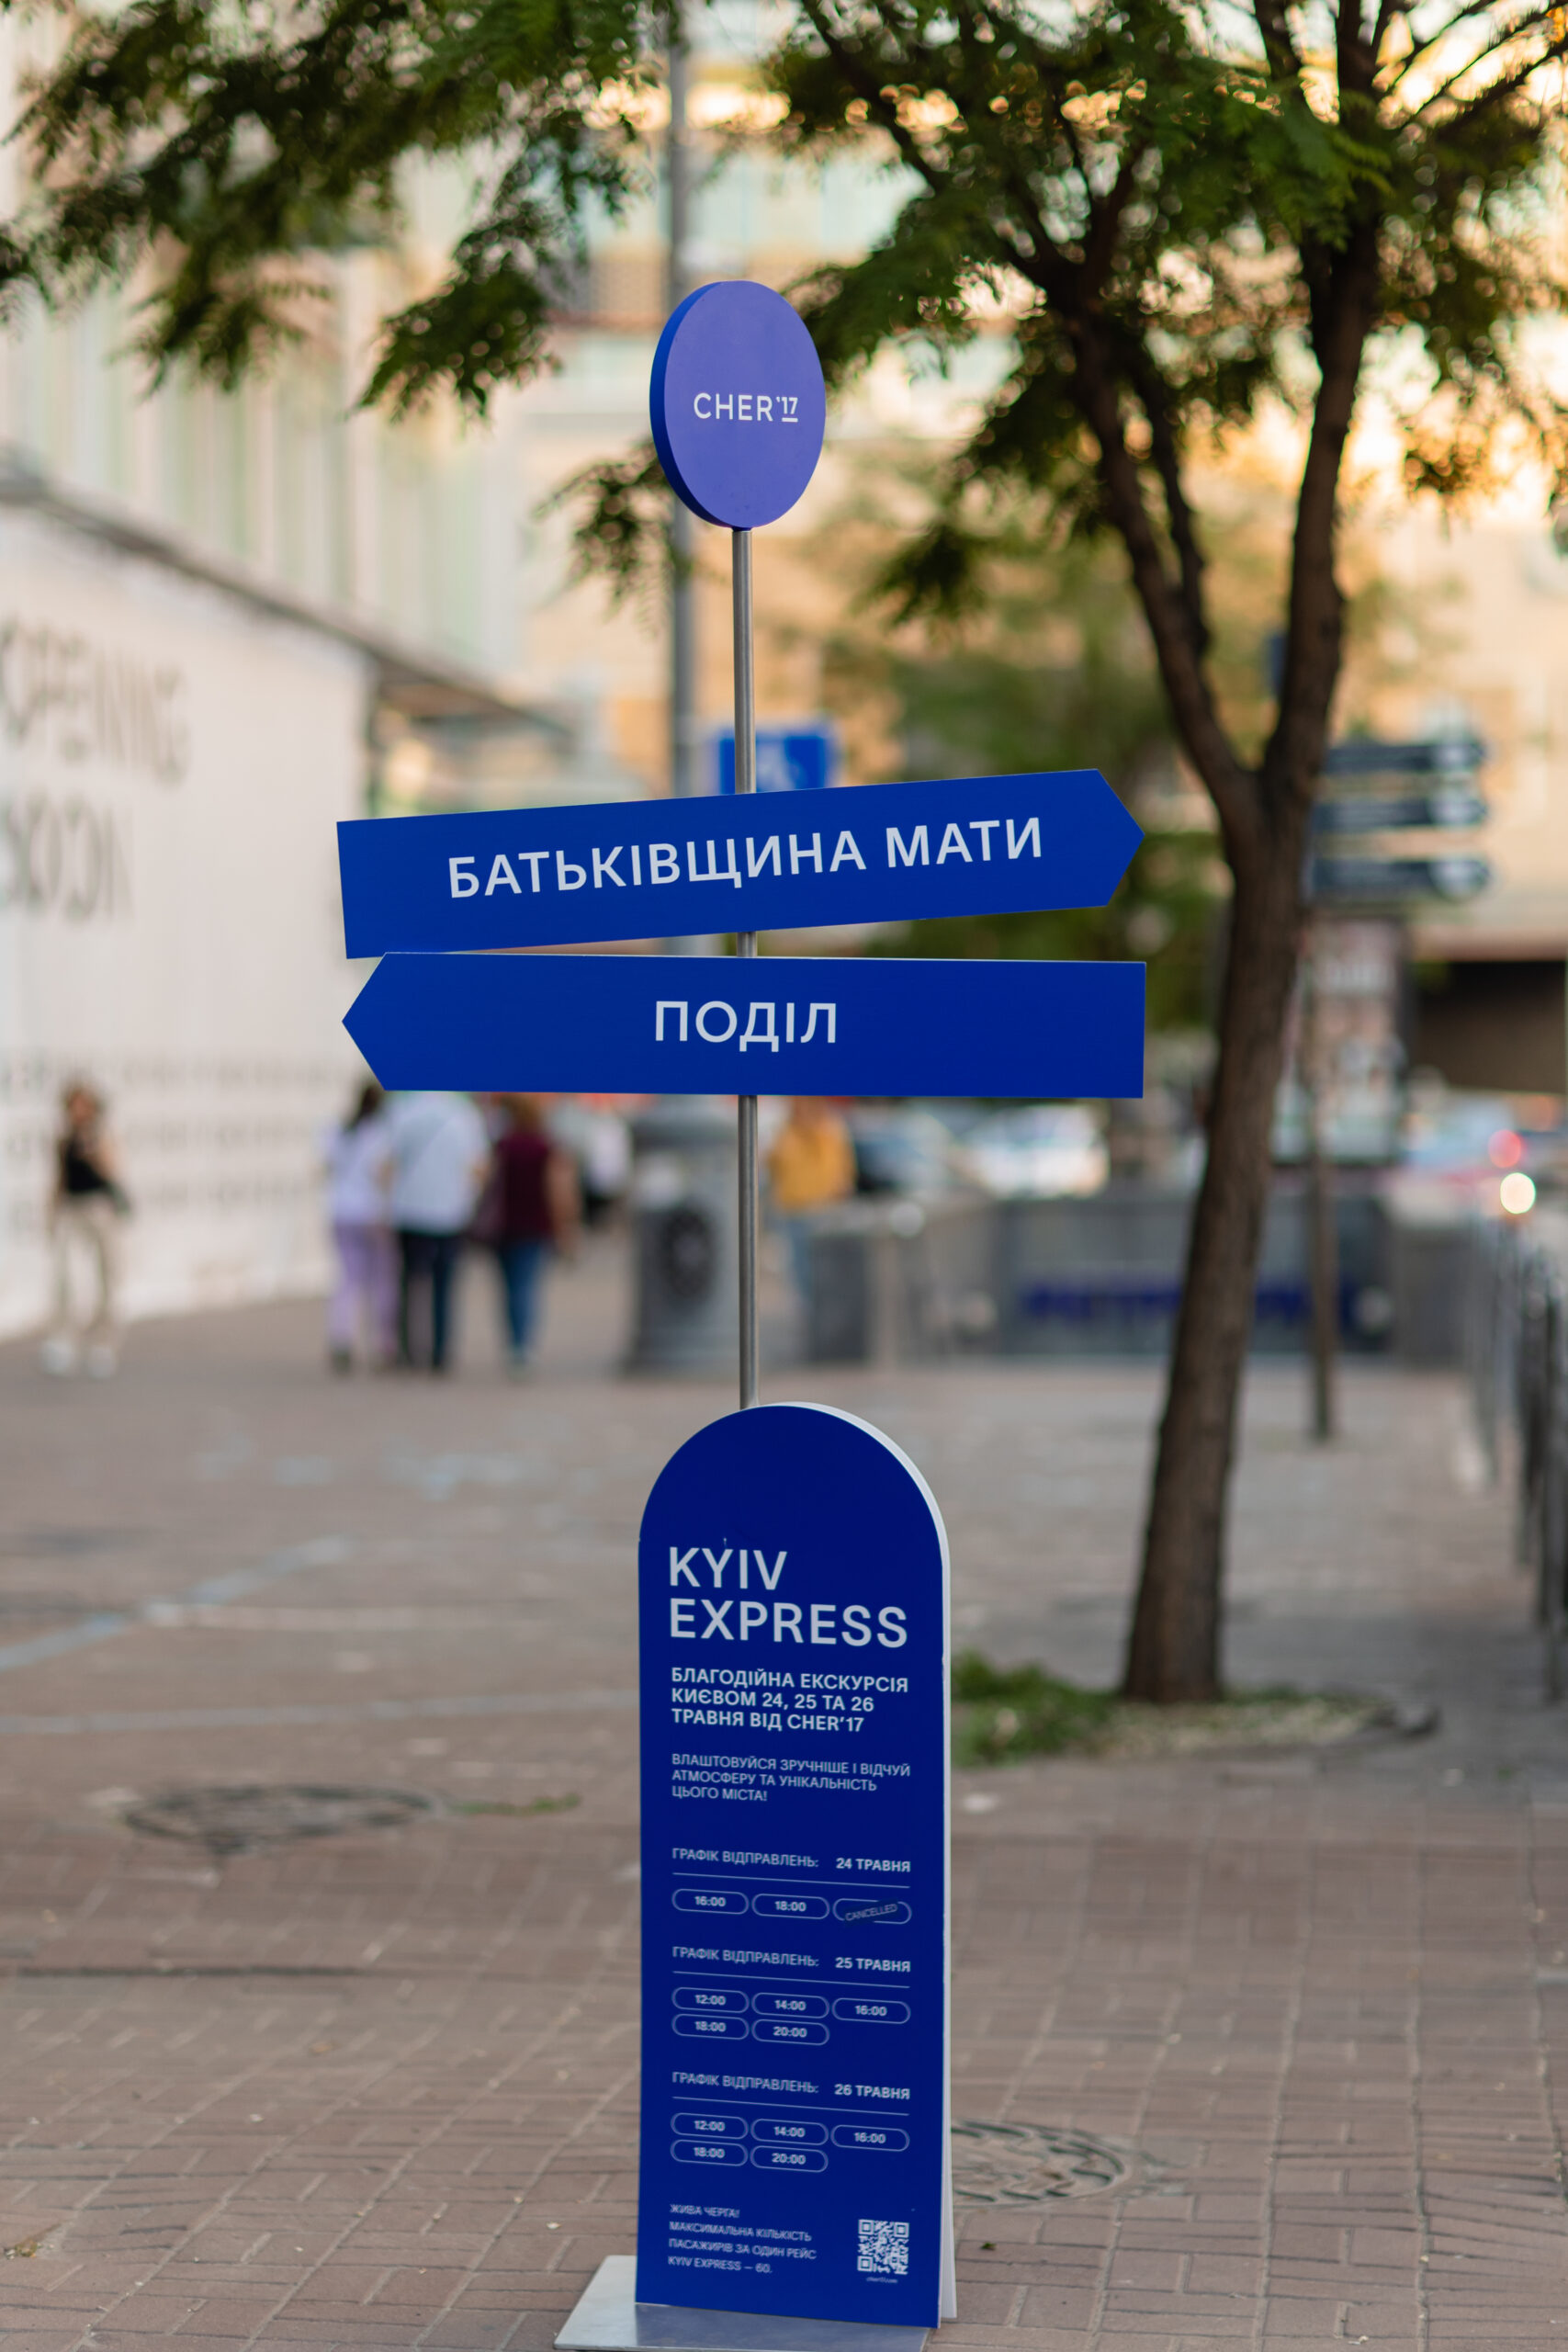 CHER'17
БАТЬКІВЩИНА МАТИ
ПОДІЛ
KYIV
EXPRESS
БЛАГОДІЙНА ЕКСКУРСІЯ
КИЄВОМ 24, 25 ТА 26
ТРАВНЯ ВІД CHER'17
ВЛАШТОВУЙСЯ ЗРУЧНІШЕ І ВІДЧУЙ
АТМОСФЕРУ ТА УНІКАЛЬНІСТЬ
ЦЬОГО МІСТА!
ГРАФІК ВІДПРАВЛЕНЬ: 24 ТРАВНЯ
16:00 18:00 CANCELLED
ГРАФІК ВІДПРАВЛЕНЬ: 25 ТРАВНЯ
12:00 14:00 16:00
18:00 20:00
ГРАФІК ВІДПРАВЛЕНЬ: 26 ТРАВНЯ
12:00 14:00 16:00
18:00 20:00
ЖИВА ЧЕРГА!
МАКСИМАЛЬНА КІЛЬКІСТЬ
ПАСАЖИРІВ ЗА ОДИН РЕЙС
KYIV EXPRESS — 60.
OPENING
SOON